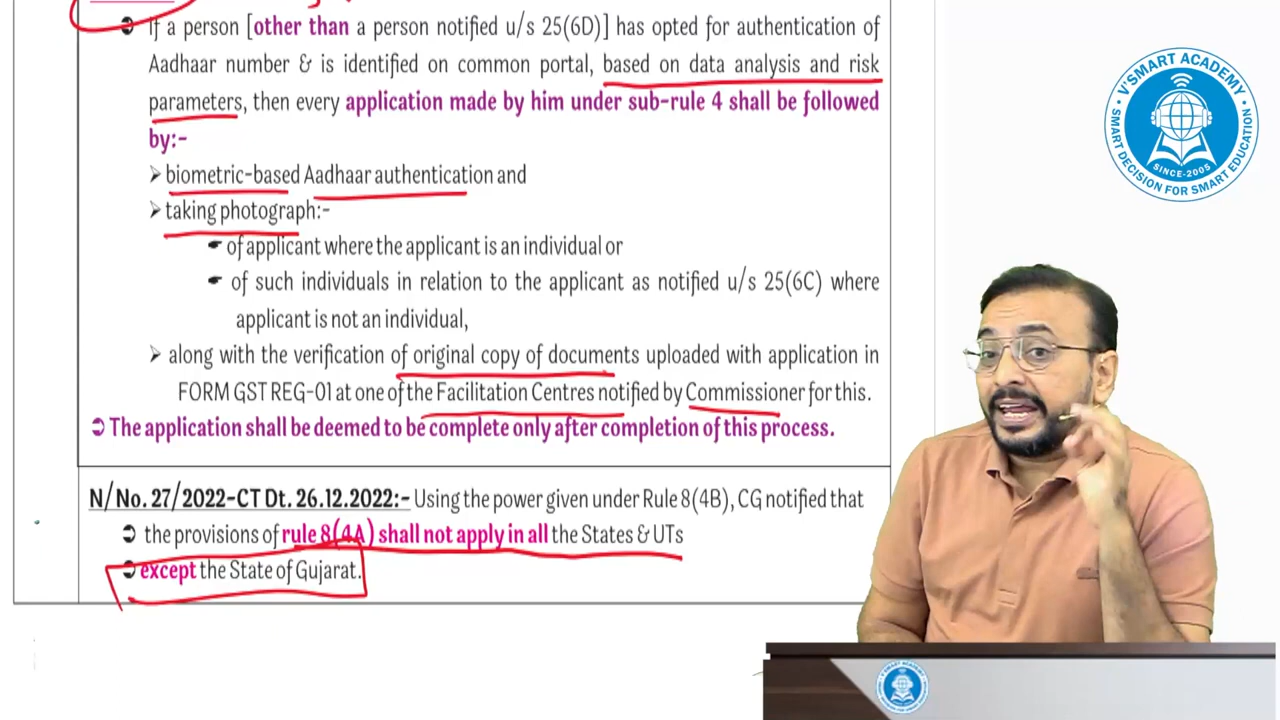 If a person [other than a person notified u/s 25(6D)] has opted for authentication of
Aadhaar number & is identified on common portal, based on data analysis and risk
parameters, then every application made by him under sub-rule 4 shall be followed
by:-
biometric-based Aadhaar authentication and
taking photograph:-
of applicant where the applicant is an individual or
of such individuals in relation to the applicant as notified u/s 25(6C) where
applicant is not an individual,
along with the verification of original copy of documents uploaded with application in
FORM GST REG-01 at one of the Facilitation Centres notified by Commissioner for this.
The application shall be deemed to be complete only after completion of this process.
N/No. 27/2022-CT Dt. 26.12.2022:- Using the power given under Rule 8(4B), CG notified that
the provisions of rule 8(4A) shall not apply in all the States & UTs
except the State of Gujarat.
V'SMART ACADEMY
SINCE-2005
SMART DECISION FOR SMART EDUCATION